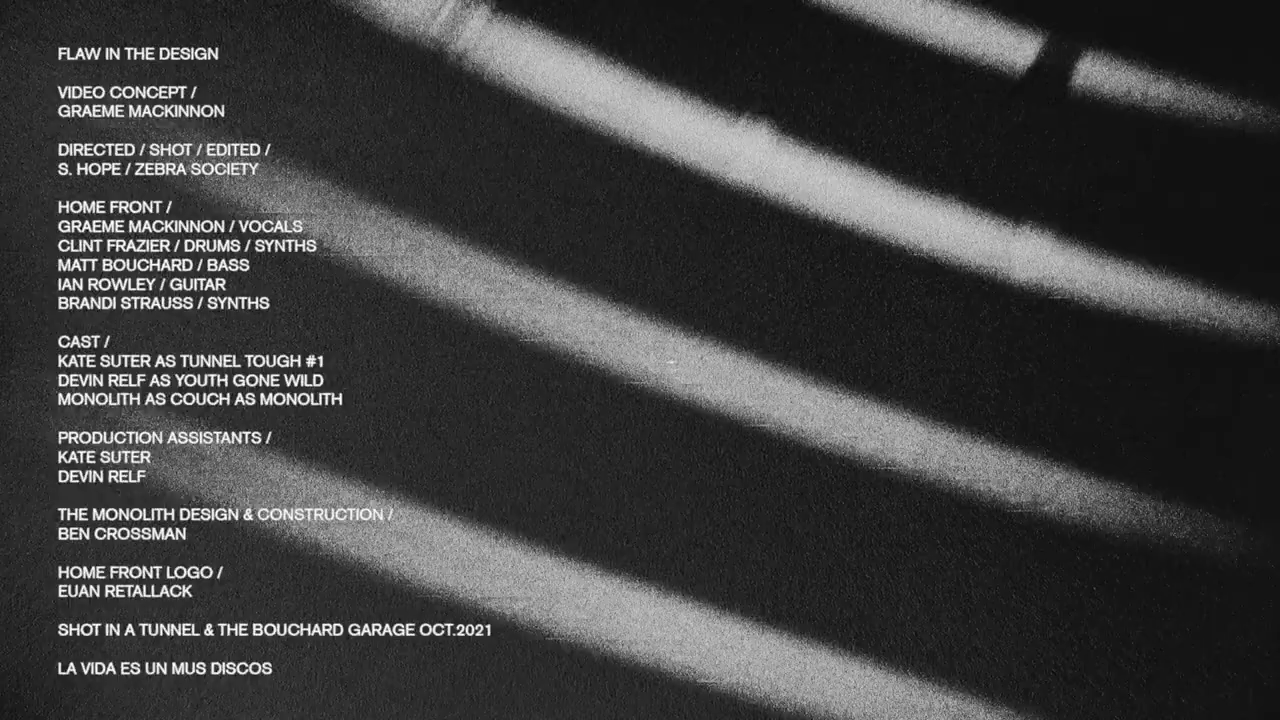 FLAW IN THE DESIGN
VIDEO CONCEPT /
GRAEME MACKINNON
DIRECTED / SHOT / EDITED /
S. HOPE / ZEBRA SOCIETY
HOME FRONT /
GRAEME MACKINNON / VOCALS
CLINT FRAZIER / DRUMS / SYNTHS
MATT BOUCHARD / BASS
IAN ROWLEY / GUITAR
BRANDI STRAUSS / SYNTHS
CAST /
KATE SUTER AS TUNNEL TOUGH #1
DEVIN RELF AS YOUTH GONE WILD
MONOLITH AS COUCH AS MONOLITH
PRODUCTION ASSISTANTS /
KATE SUTER
DEVIN RELF
THE MONOLITH DESIGN & CONSTRUCTION /
BEN CROSSMAN
HOME FRONT LOGO /
EUAN RETALLACK
SHOT IN A TUNNEL & THE BOUCHARD GARAGE OCT.2021
LA VIDA ES UN MUS DISCOS